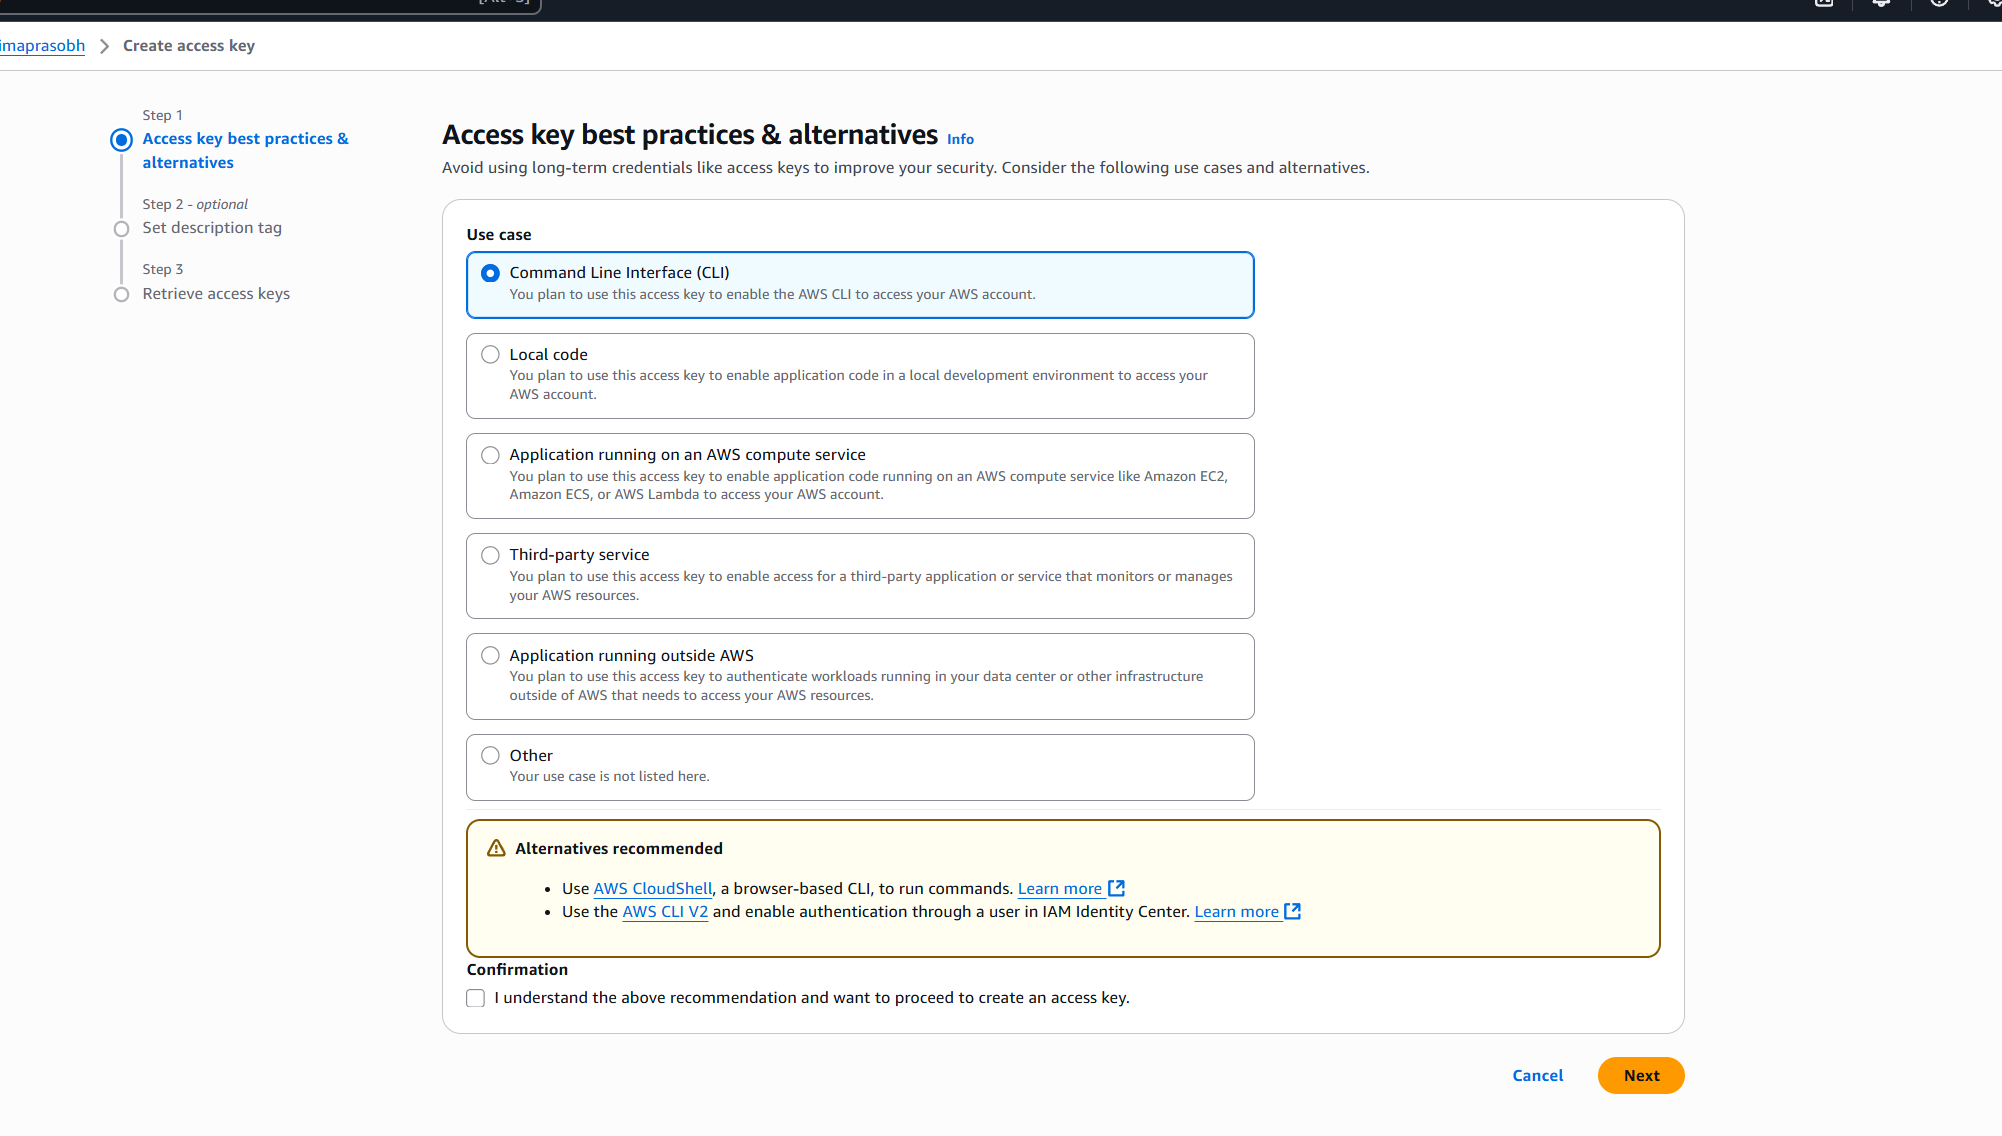 imaprasobh > Create access key
Step 1
Access key best practices &
alternatives
Step 2 - optional
Set description tag
Step 3
Retrieve access keys
Access key best practices & alternatives Info
Avoid using long-term credentials like access keys to improve your security. Consider the following use cases and alternatives.
Use case
Command Line Interface (CLI)
You plan to use this access key to enable the AWS CLI to access your AWS account.
Local code
You plan to use this access key to enable application code in a local development environment to access your
AWS account.
Application running on an AWS compute service
You plan to use this access key to enable application code running on an AWS compute service like Amazon EC2,
Amazon ECS, or AWS Lambda to access your AWS account.
Third-party service
You plan to use this access key to enable access for a third-party application or service that monitors or manages
your AWS resources.
Application running outside AWS
You plan to use this access key to authenticate workloads running in your data center or other infrastructure
outside of AWS that needs to access your AWS resources.
Other
Your use case is not listed here.
Alternatives recommended
• Use AWS CloudShell, a browser-based CLI, to run commands. Learn more
• Use the AWS CLI V2 and enable authentication through a user in IAM Identity Center. Learn more
Confirmation
I understand the above recommendation and want to proceed to create an access key.
Cancel
Next